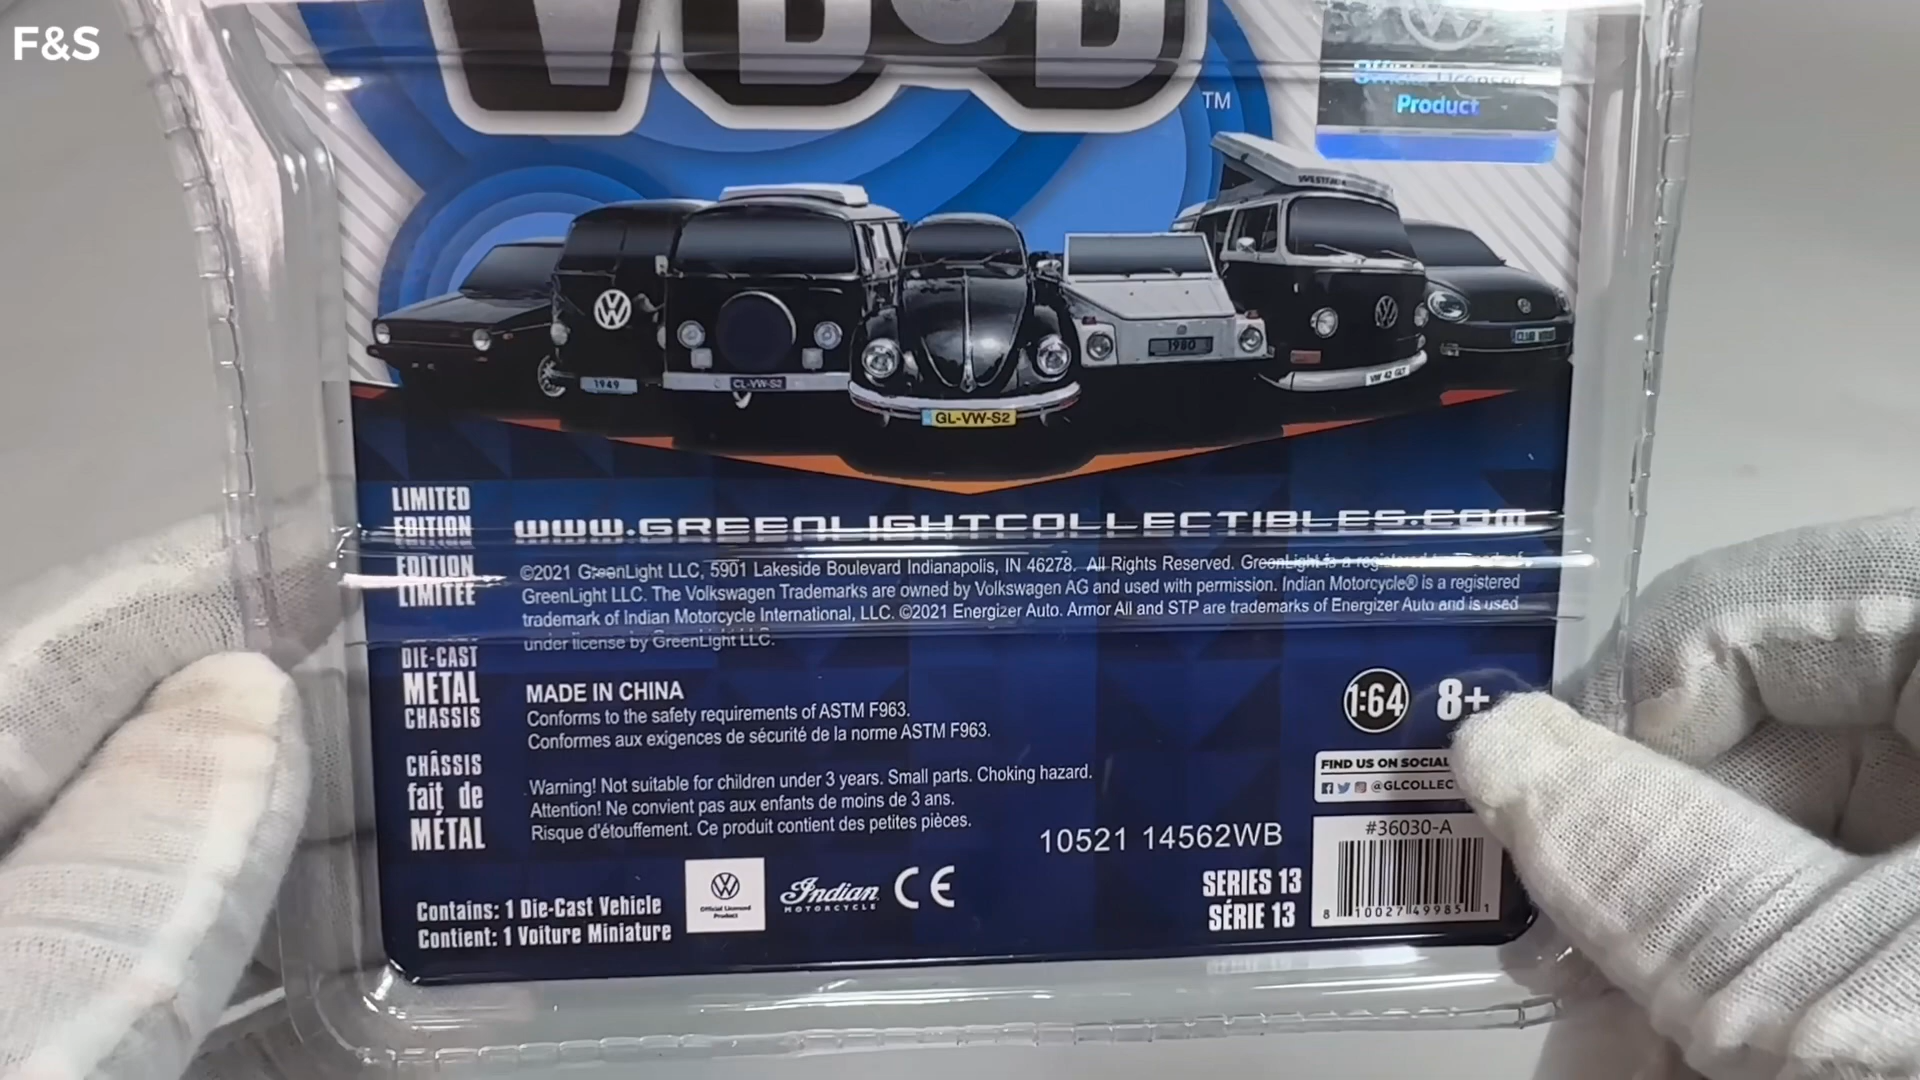 F&S
TM
Official Licensed
Product
WESTFALIA
1949
CL-VW-S2
GL-VW-S2
1980
LIMITED
EDITION
ÉDITION
LIMITÉE
www.GREENLIGHTCOLLECTIBLES.com
©2021 GreenLight LLC, 5901 Lakeside Boulevard Indianapolis, IN 46278. All Rights Reserved. GreenLight is a registered trademark of
GreenLight LLC. The Volkswagen Trademarks are owned by Volkswagen AG and used with permission. Indian Motorcycle® is a registered
trademark of Indian Motorcycle International, LLC. ©2021 Energizer Auto. Armor All and STP are trademarks of Energizer Auto and is used
under license by GreenLight LLC.
DIE-CAST
METAL
CHASSIS
CHÂSSIS
fait de
MÉTAL
MADE IN CHINA
Conforms to the safety requirements of ASTM F963.
Conformes aux exigences de sécurité de la norme ASTM F963.
Warning! Not suitable for children under 3 years. Small parts. Choking hazard.
Attention! Ne convient pas aux enfants de moins de 3 ans.
Risque d'étouffement. Ce produit contient des petites pièces.
1:64
8+
FIND US ON SOCIAL
@GLCOLLEC
10521 14562WB
#36030-A
8 10027 49985 1
SERIES 13
SÉRIE 13
Contains: 1 Die-Cast Vehicle
Contient: 1 Voiture Miniature
Official Licensed
Product
Indian
MOTORCYCLE
CE